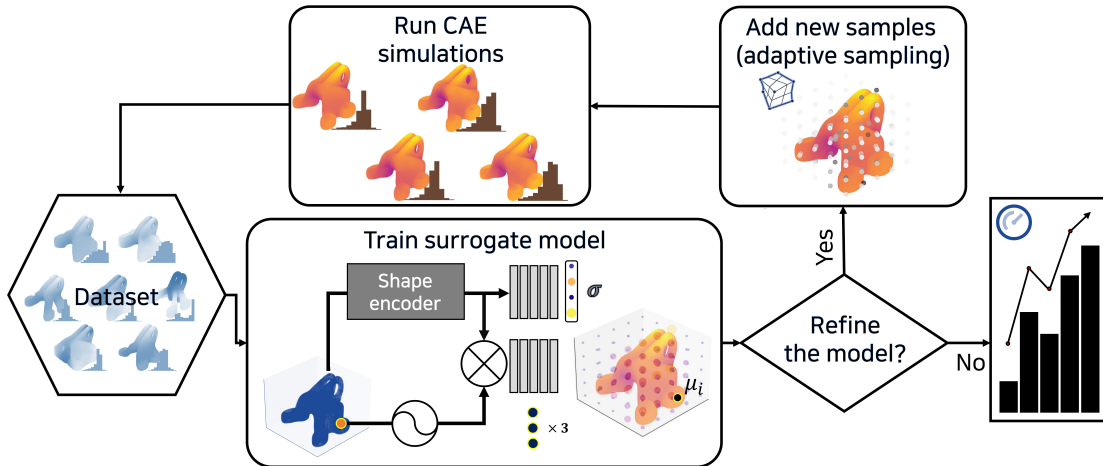 Run CAE
simulations
Add new samples
(adaptive sampling)
Dataset
Train surrogate model
Shape
encoder
σ
μi
× 3
Yes
Refine
the model?
No